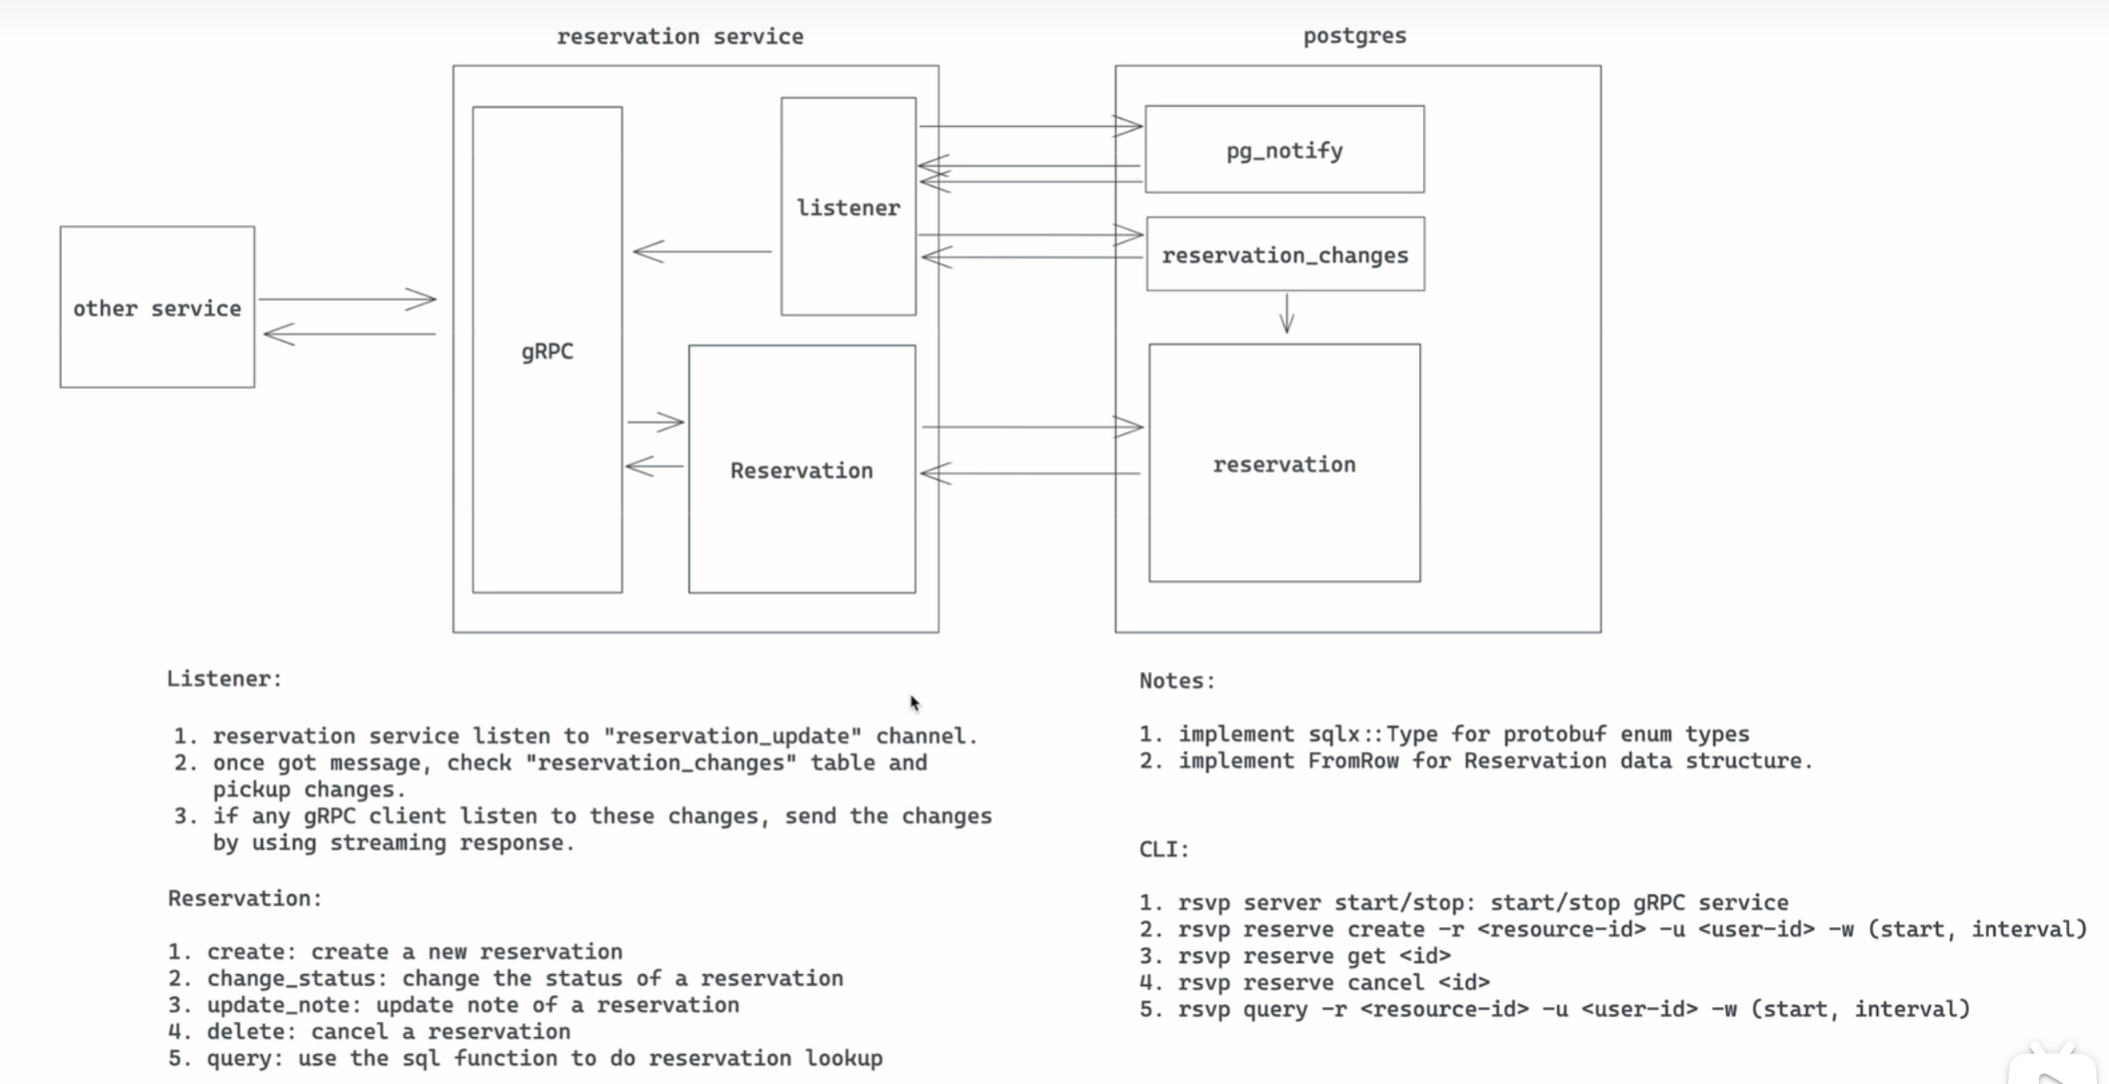 reservation service
postgres
pg_notify
listener
reservation_changes
other service
gRPC
Reservation
reservation
Listener:
1. reservation service listen to "reservation_update" channel.
2. once got message, check "reservation_changes" table and
pickup changes.
3. if any gRPC client listen to these changes, send the changes
by using streaming response.
Reservation:
1. create: create a new reservation
2. change_status: change the status of a reservation
3. update_note: update note of a reservation
4. delete: cancel a reservation
5. query: use the sql function to do reservation lookup
Notes:
1. implement sqlx::Type for protobuf enum types
2. implement FromRow for Reservation data structure.
CLI:
1. rsvp server start/stop: start/stop gRPC service
2. rsvp reserve create -r <resource-id> -u <user-id> -w (start, interval)
3. rsvp reserve get <id>
4. rsvp reserve cancel <id>
5. rsvp query -r <resource-id> -u <user-id> -w (start, interval)